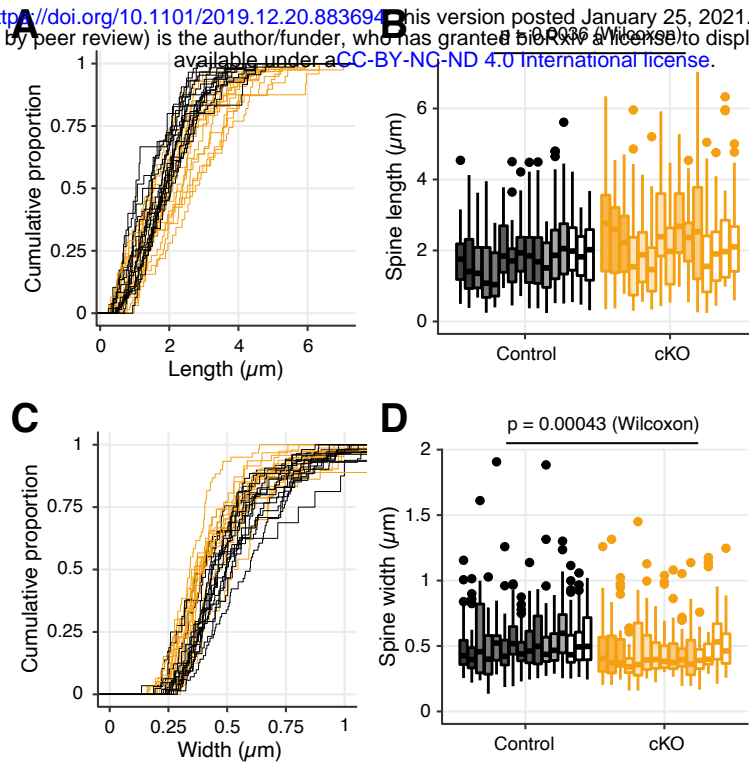 ttps://doi.org/10.1101/2019.12.20.883694
his version posted January 25, 2021.
by peer review) is the author/funder, who has granted bioRxiv a license to displ
available under aCC-BY-NC-ND 4.0 International license.
A
Cumulative proportion
1
0.75
0.5
0.25
0
0 2 4 6
Length (µm)
B
p = 0.0036 (Wilcoxon)
Spine length (µm)
6
4
2
0
Control cKO
C
Cumulative proportion
1
0.75
0.5
0.25
0
0 0.25 0.5 0.75 1
Width (µm)
D
p = 0.00043 (Wilcoxon)
Spine width (µm)
2
1.5
1
0.5
0
Control cKO